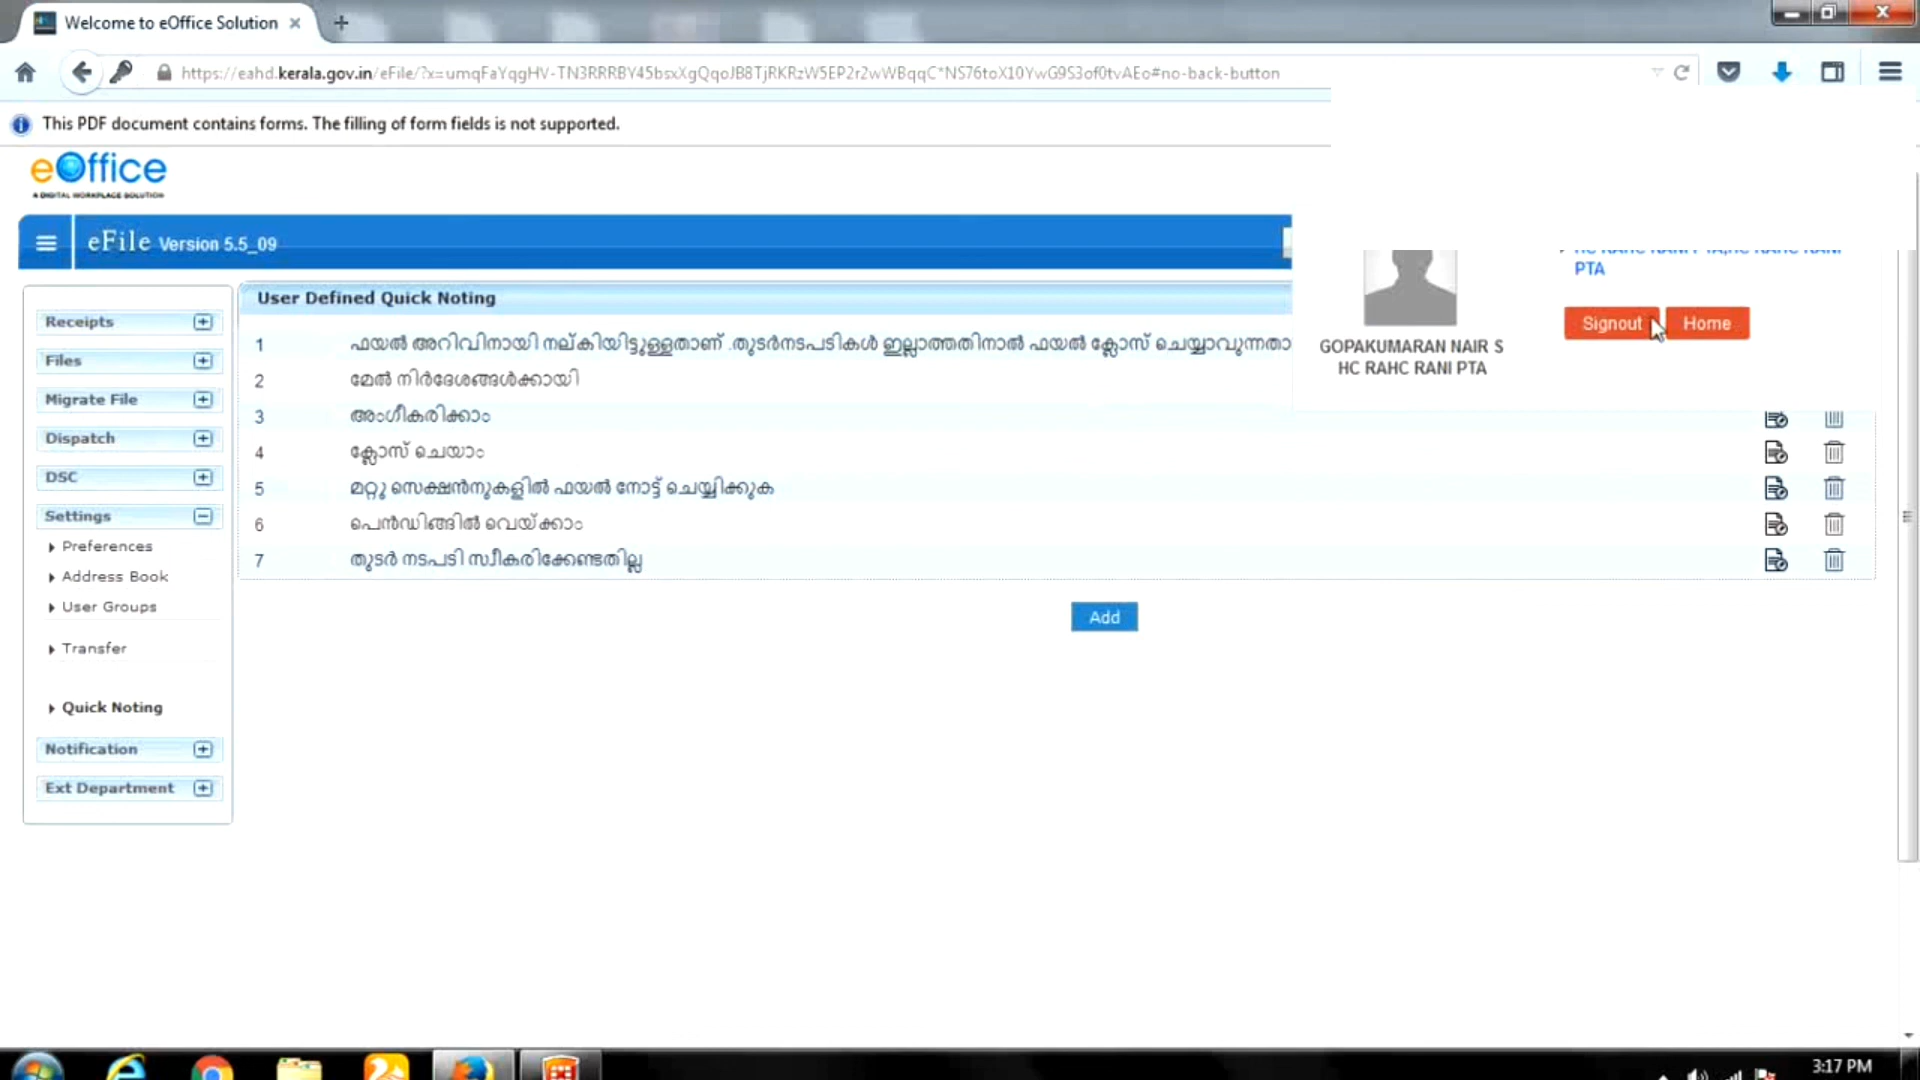 Welcome to eOffice Solution
https://eahd.kerala.gov.in/eFile/?x=umqFaYqgHV-TN3RRRBY45bsxXgQqoJB8TjRKRzW5EP2r2wWBqqC*NS76toX10YwG9S3of0tvAEo#no-back-button
This PDF document contains forms. The filling of form fields is not supported.
eOffice
A DIGITAL WORKPLACE SOLUTION
eFile Version 5.5_09
PTA
Signout Home
GOPAKUMARAN NAIR S
HC RAHC RANI PTA
Receipts
Files
Migrate File
Dispatch
DSC
Settings
Preferences
Address Book
User Groups
Transfer
Quick Noting
Notification
Ext Department
User Defined Quick Noting
1 ഫയൽ അറിവിനായി നല്കിയിട്ടുള്ളതാണ് .തുടർനടപടികൾ ഇല്ലാത്തതിനാൽ ഫയൽ ക്ലോസ് ചെയ്യാവുന്നതാ
2 മേൽ നിർദേശങ്ങൾക്കായി
3 അംഗീകരിക്കാം
4 ക്ലോസ് ചെയാം
5 മറ്റു സെക്ഷൻനുകളിൽ ഫയൽ നോട്ട് ചെയ്യിക്കുക
6 പെൻഡിങ്ങിൽ വെയ്ക്കാം
7 തുടർ നടപടി സ്വീകരിക്കേണ്ടതില്ല
Add
3:17 PM